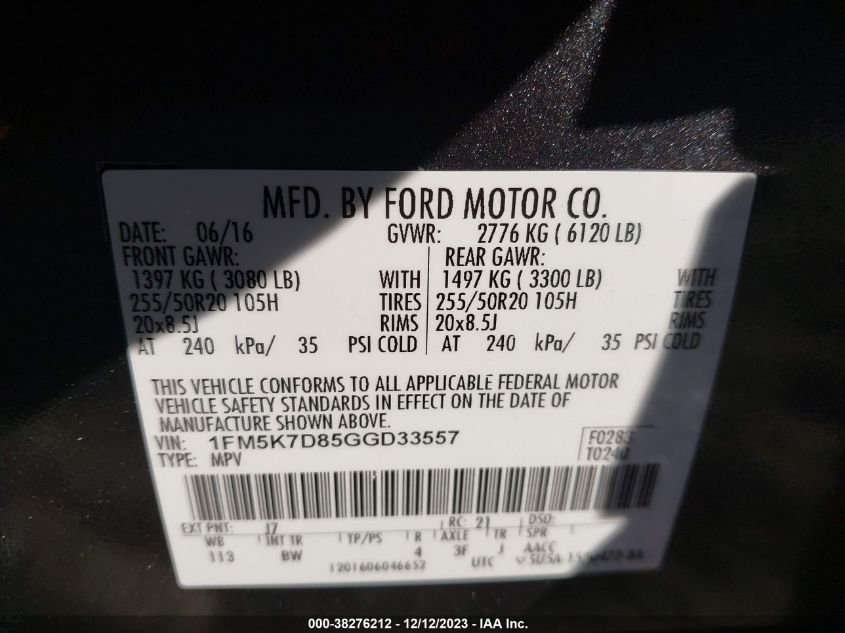 MFD. BY FORD MOTOR CO.
DATE: 06/16 GVWR: 2776 KG ( 6120 LB)
FRONT GAWR: REAR GAWR:
1397 KG ( 3080 LB) WITH 1497 KG ( 3300 LB) WITH
255/50R20 105H TIRES 255/50R20 105H TIRES
20x8.5J RIMS 20x8.5J RIMS
AT 240 kPa/ 35 PSI COLD AT 240 kPa/ 35 PSI COLD
THIS VEHICLE CONFORMS TO ALL APPLICABLE FEDERAL MOTOR
VEHICLE SAFETY STANDARDS IN EFFECT ON THE DATE OF
MANUFACTURE SHOWN ABOVE.
VIN: 1FM5K7D85GGD33557 F0283
TYPE: MPV
EXT PNT: J7 RC: 21 DSO:
WB INT TR TP/PS R AXLE TR SPR
113 BW 4 3F J AACC
1201606046652 UTC
000-38276212 - 12/12/2023 - IAA Inc.